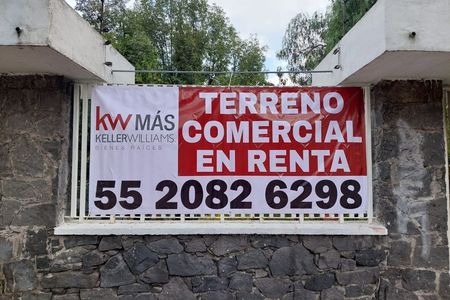 kw MÁS
KELLERWILLIAMS
BIENES RAÍCES
TERRENO
COMERCIAL
EN RENTA
55 2082 6298